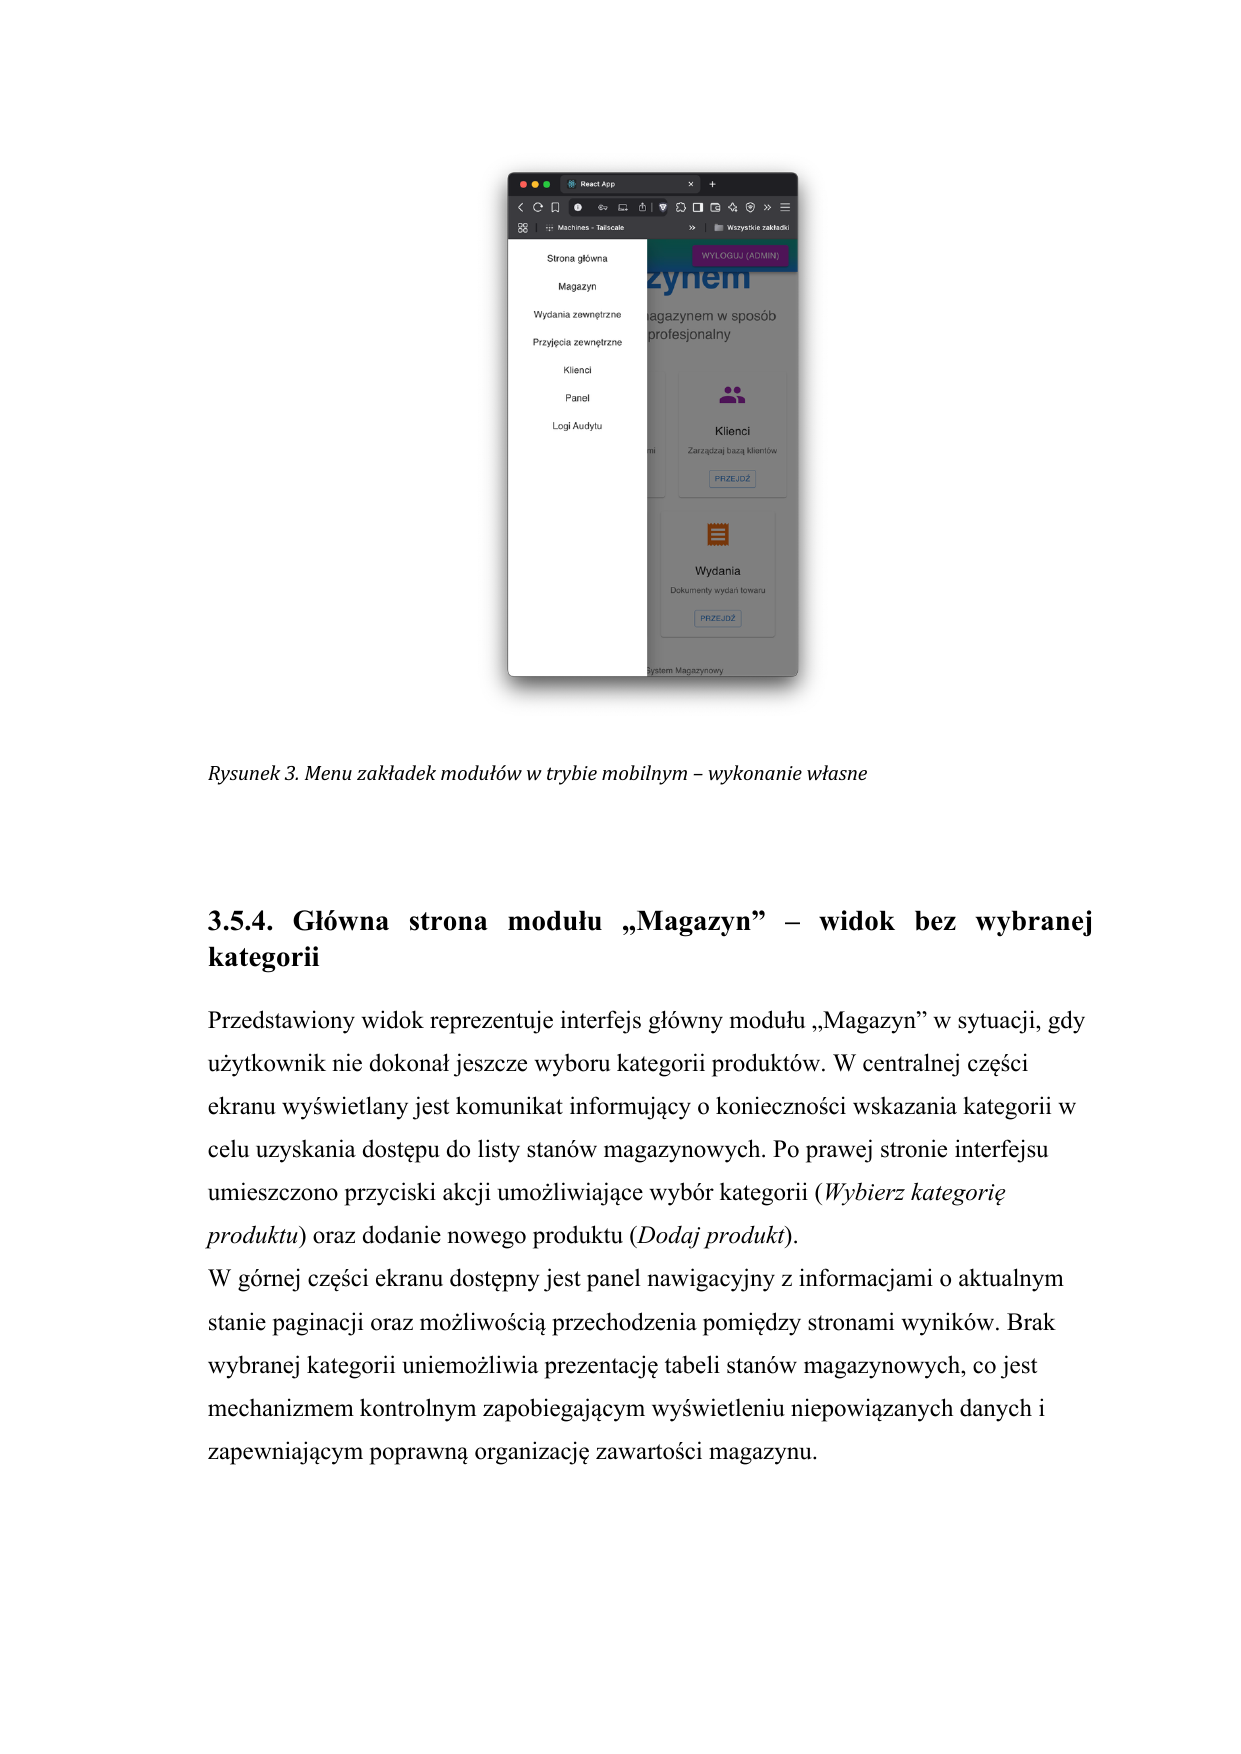 React App
Machines - Tailscale
Wszystkie zakładki
WYLOGUJ (ADMIN)
Strona główna
Magazyn
Wydania zewnętrzne
Przyjęcia zewnętrzne
Klienci
Panel
Logi Audytu
zynem
agazynem w sposób
profesjonalny
Klienci
Zarządzaj bazą klientów
mi
PRZEJDŹ
Wydania
Dokumenty wydań towaru
PRZEJDŹ
System Magazynowy
Rysunek 3. Menu zakładek modułów w trybie mobilnym – wykonanie własne
3.5.4. Główna strona modułu „Magazyn” – widok bez wybranej
kategorii
Przedstawiony widok reprezentuje interfejs główny modułu „Magazyn” w sytuacji, gdy
użytkownik nie dokonał jeszcze wyboru kategorii produktów. W centralnej części
ekranu wyświetlany jest komunikat informujący o konieczności wskazania kategorii w
celu uzyskania dostępu do listy stanów magazynowych. Po prawej stronie interfejsu
umieszczono przyciski akcji umożliwiające wybór kategorii (Wybierz kategorię
produktu) oraz dodanie nowego produktu (Dodaj produkt).
W górnej części ekranu dostępny jest panel nawigacyjny z informacjami o aktualnym
stanie paginacji oraz możliwością przechodzenia pomiędzy stronami wyników. Brak
wybranej kategorii uniemożliwia prezentację tabeli stanów magazynowych, co jest
mechanizmem kontrolnym zapobiegającym wyświetleniu niepowiązanych danych i
zapewniającym poprawną organizację zawartości magazynu.